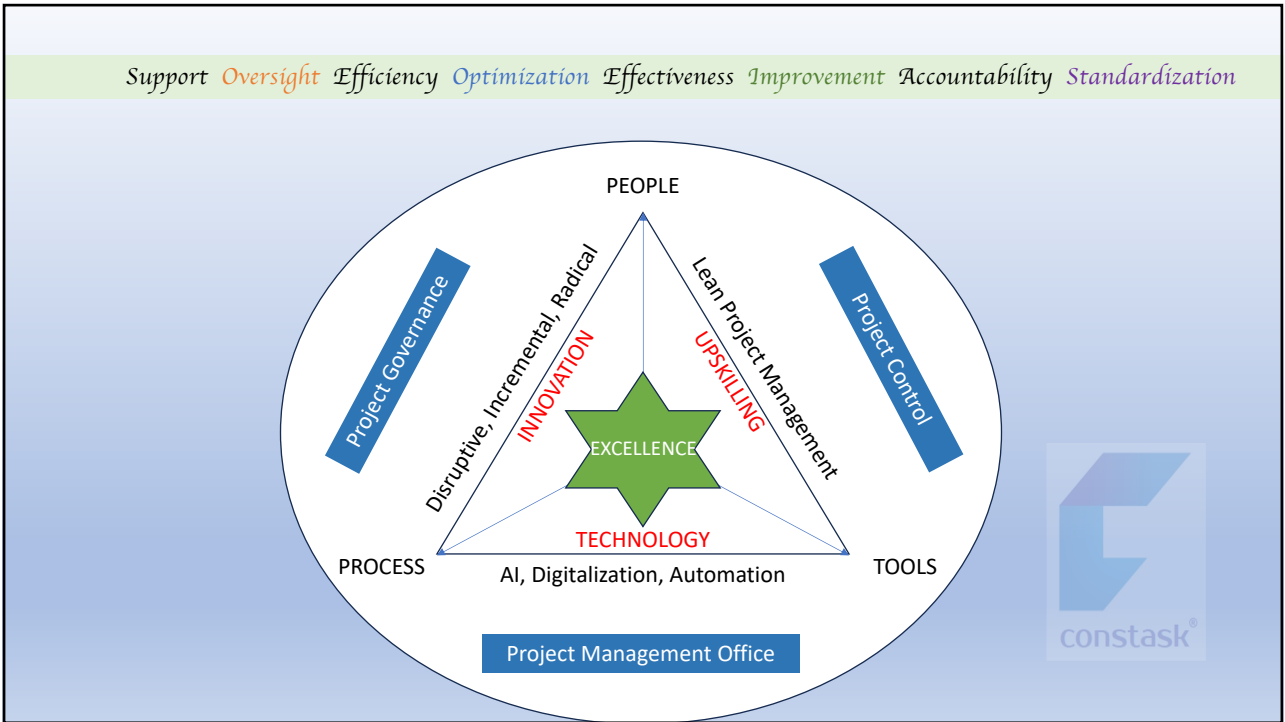 Support Oversight Efficiency Optimization Effectiveness Improvement Accountability Standardization
PEOPLE
Project Governance
Disruptive, Incremental, Radical
INNOVATION
Lean Project Management
UPSKILLING
Project Control
EXCELLENCE
TECHNOLOGY
PROCESS
TOOLS
AI, Digitalization, Automation
Project Management Office
constask®